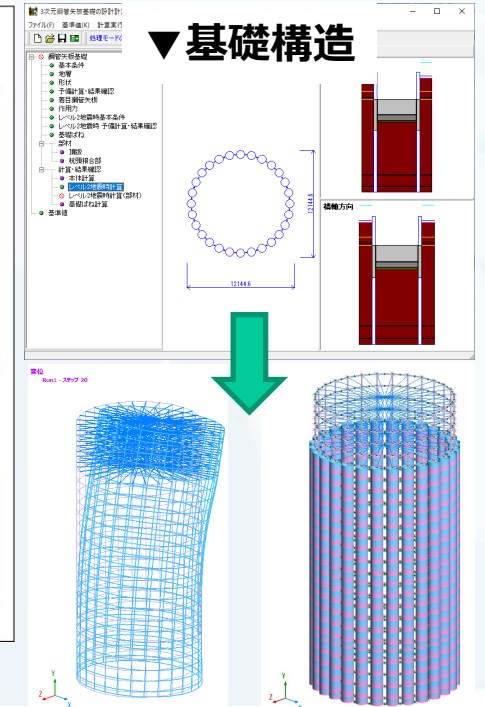 ▼基礎構造
3次元鋼管矢板基礎の設計計
ファイル(F) 基準値(K) 計算実行
処理モードの
鋼管矢板基礎
基本条件
地層
形状
予備計算・結果確認
着目鋼管矢板
作用力
レベル2地震時基本条件
レベル2地震時 予備計算・結果確認
基礎ばね
部材
頂版
杭頭接合部
計算・結果確認
本体計算
レベル2地震時計算
レベル2地震時計算(部材)
基礎ばね計算
基準値
12144.6
12144.6
橋軸方向
変位
Run1 - ステップ 20
Y
Z
X
Y
Z